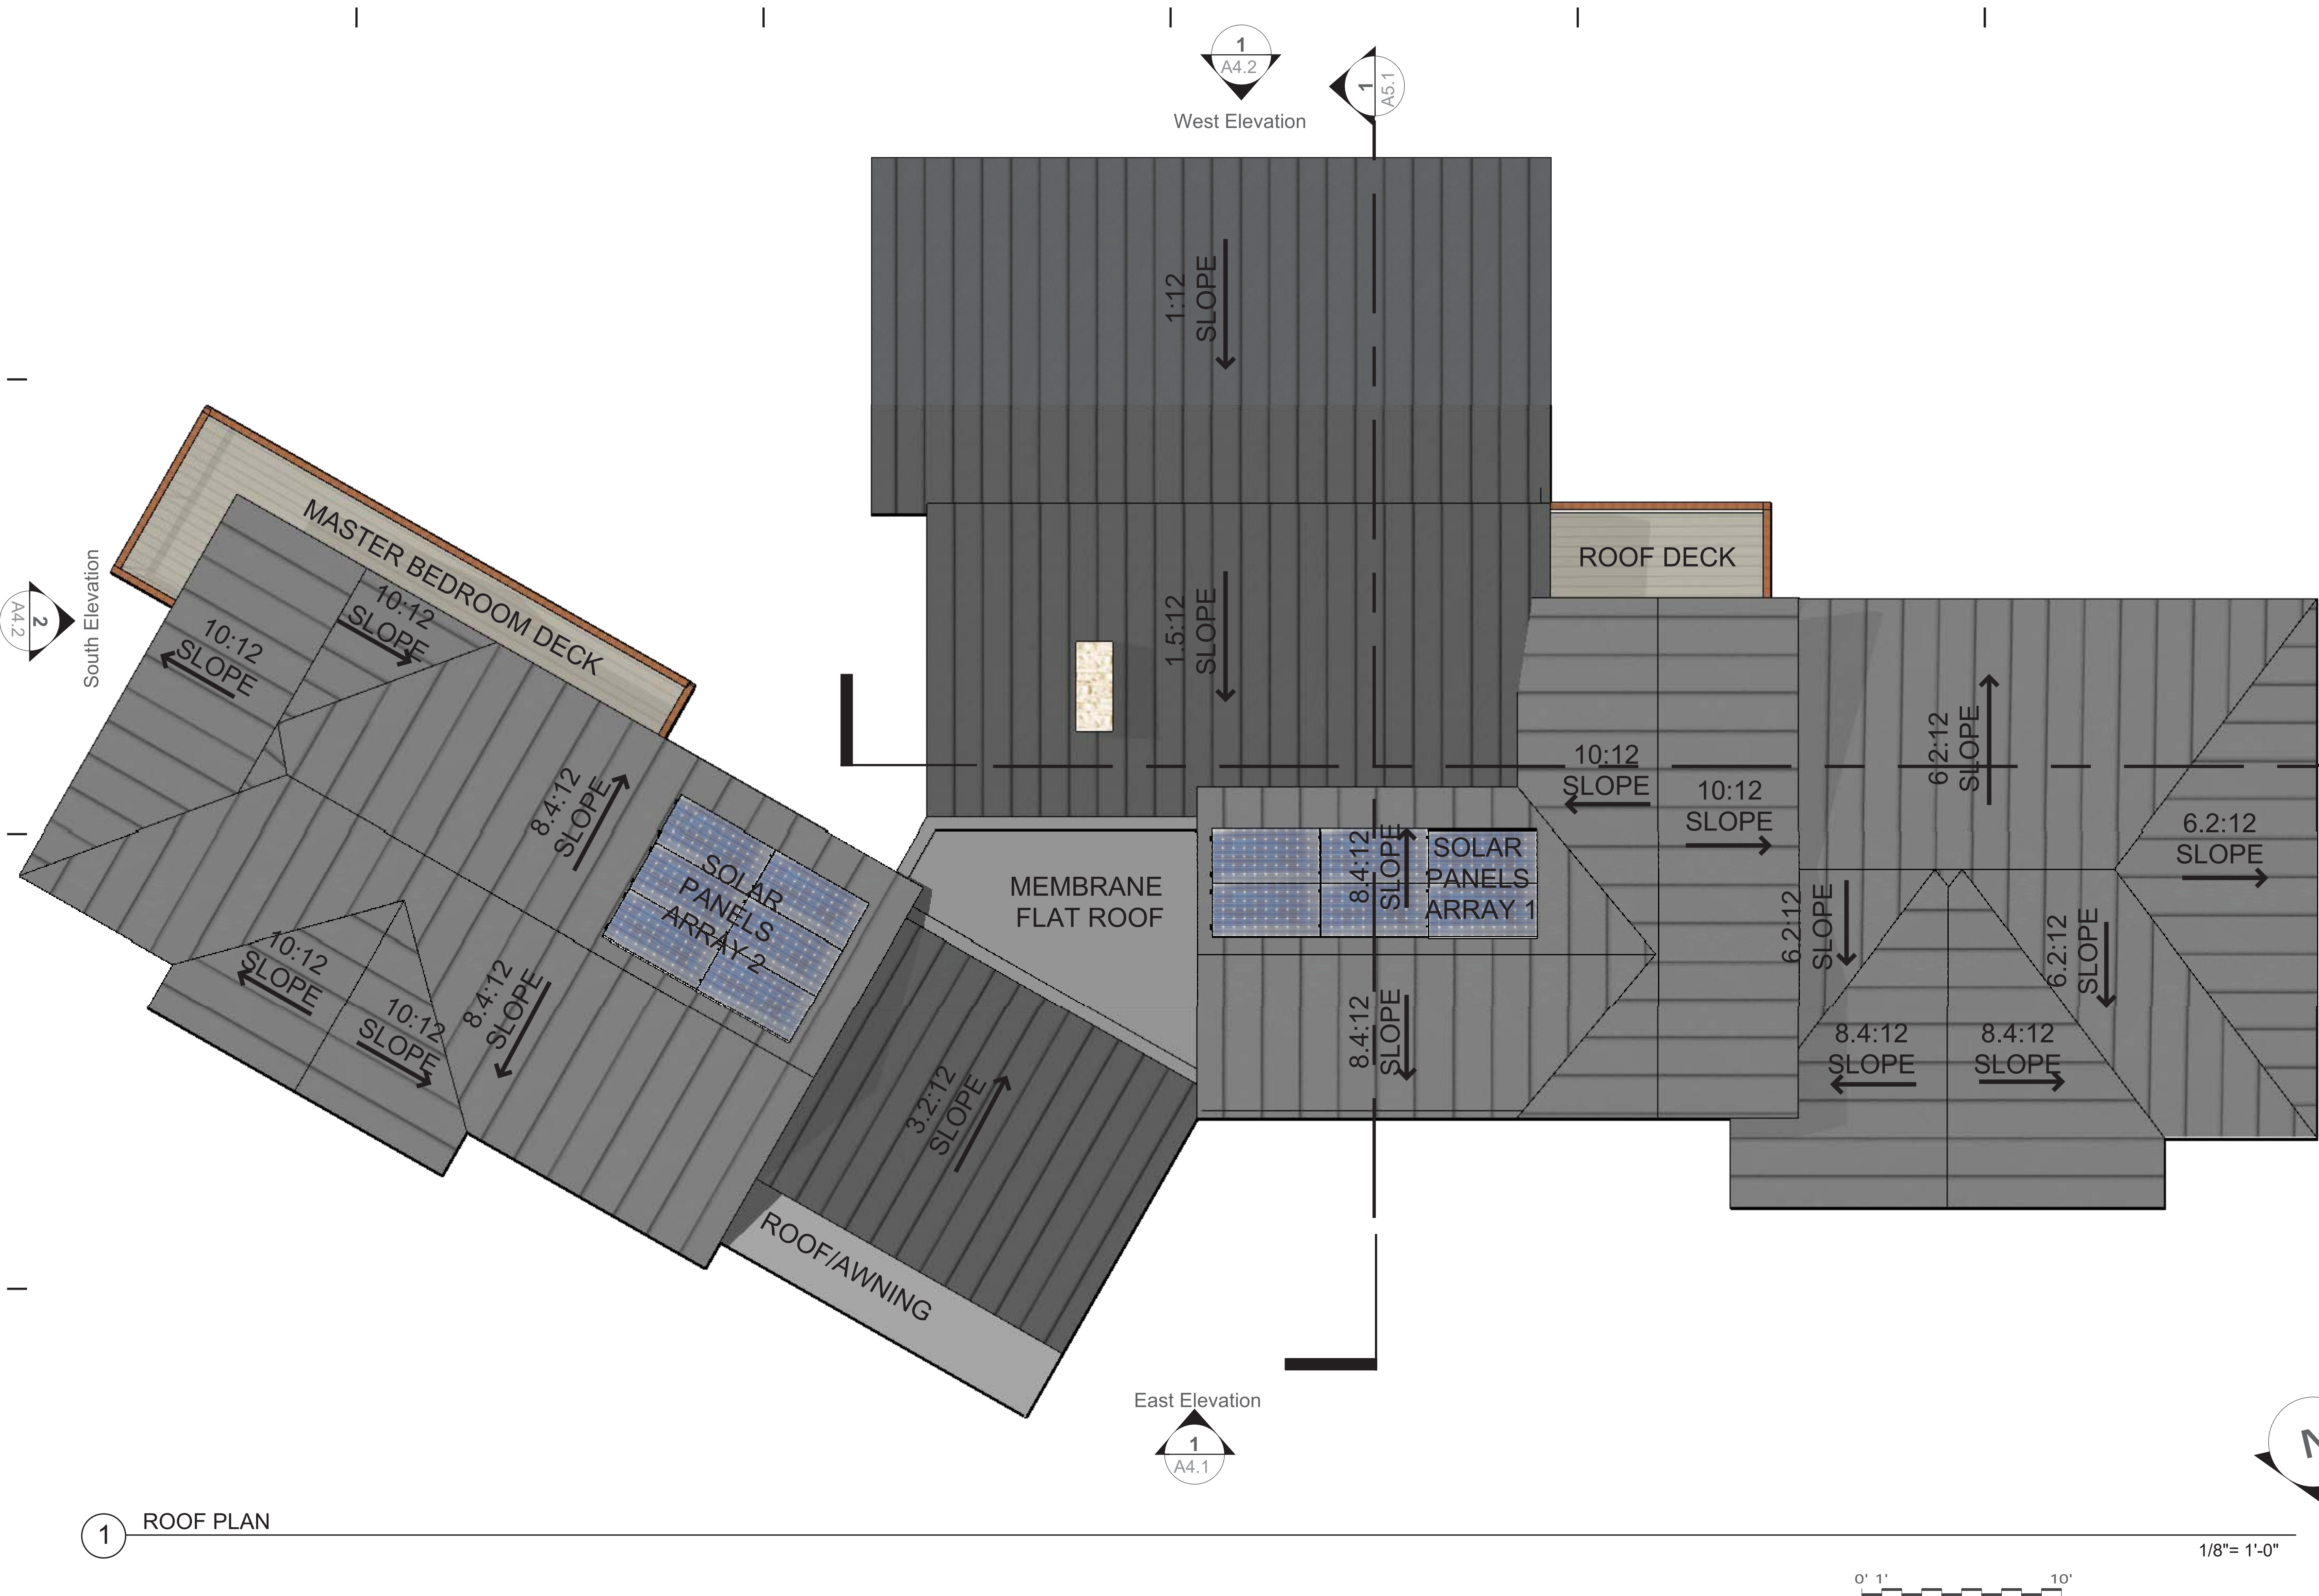 1
A4.2
West Elevation
1
A5.1
1:12
SLOPE
MASTER BEDROOM DECK
ROOF DECK
2
A4.2
South Elevation
10:12
SLOPE
10:12
SLOPE
1.5:12
SLOPE
8.4:12
SLOPE
10:12
SLOPE
10:12
SLOPE
6.2:12
SLOPE
6.2:12
SLOPE
SOLAR
PANELS
ARRAY 2
MEMBRANE
FLAT ROOF
8.4:12
SLOPE
SOLAR
PANELS
ARRAY 1
6.2:12
SLOPE
6.2:12
SLOPE
10:12
SLOPE
10:12
SLOPE
8.4:12
SLOPE
3.2:12
SLOPE
8.4:12
SLOPE
8.4:12
SLOPE
8.4:12
SLOPE
ROOF/AWNING
East Elevation
1
A4.1
1
ROOF PLAN
1/8"= 1'-0"
0' 1' 10'